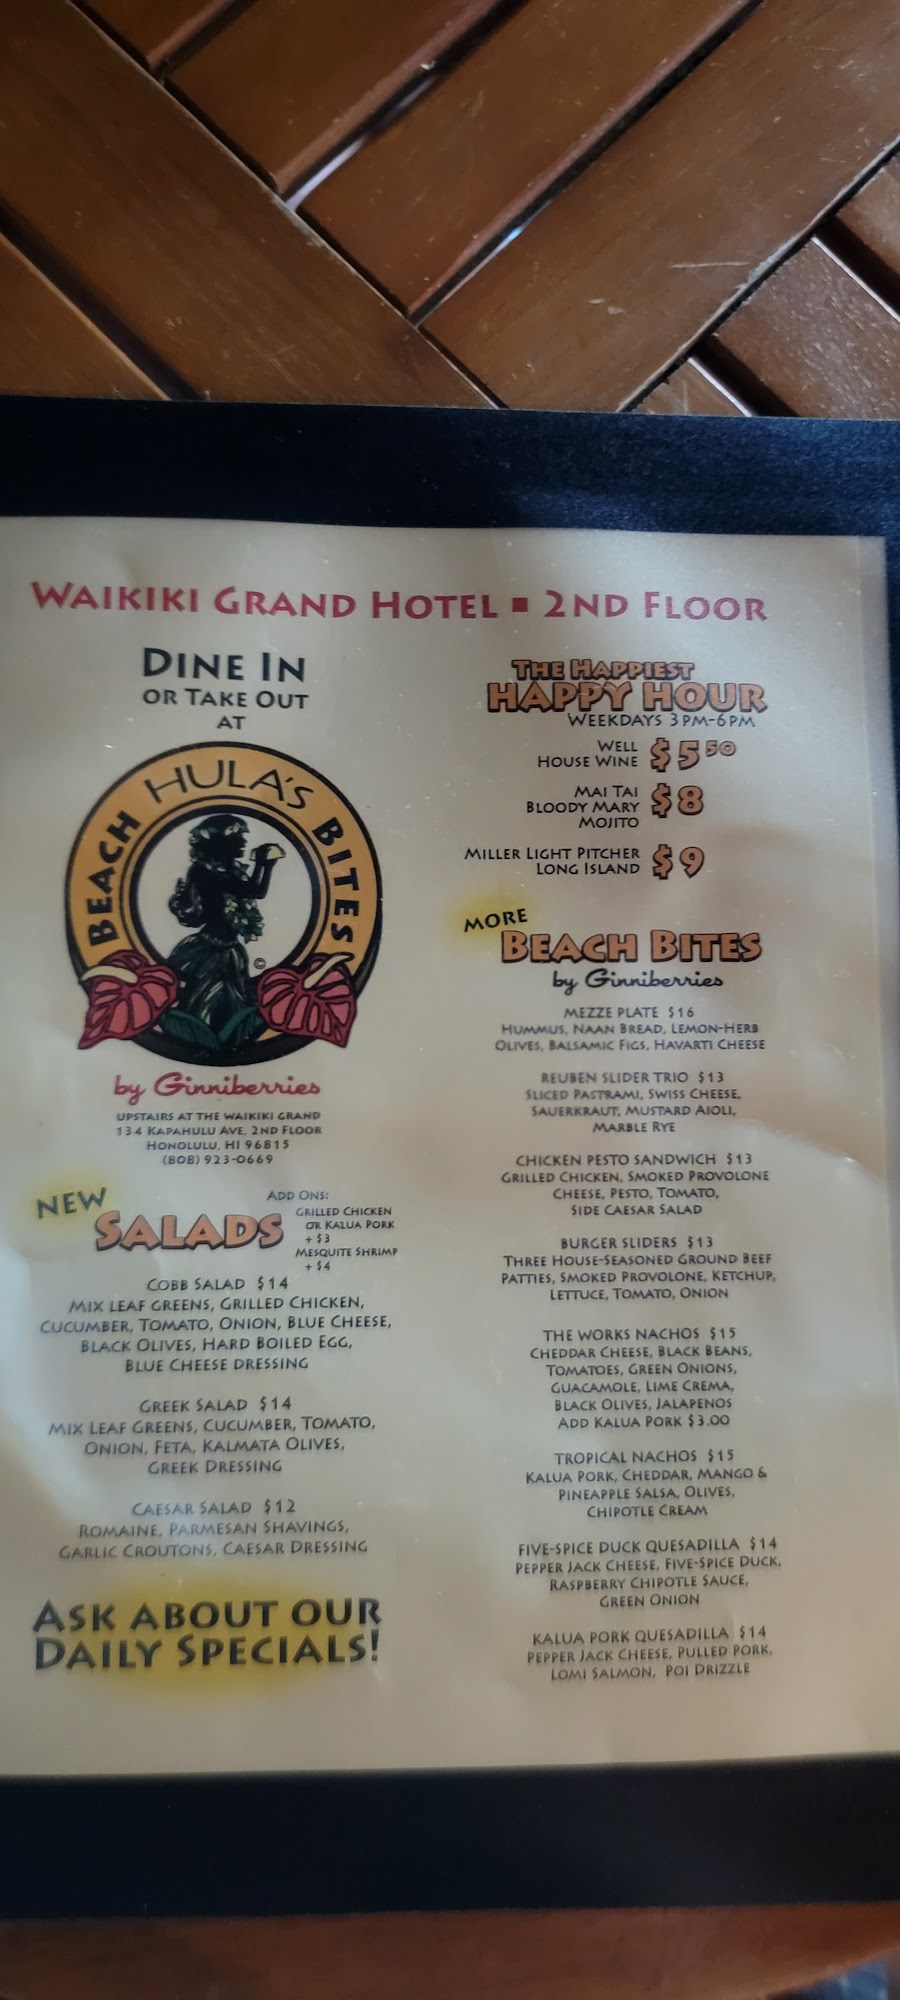 WAIKIKI GRAND HOTEL ▪ 2ND FLOOR
DINE IN
OR TAKE OUT
AT
HULA'S
BEACH BITES
©
by Ginniberries
UPSTAIRS AT THE WAIKIKI GRAND
134 KAPAHULU AVE, 2ND FLOOR
HONOLULU, HI 96815
(808) 923-0669
NEW
SALADS
ADD ONS:
GRILLED CHICKEN
OR KALUA PORK
+ $3
MESQUITE SHRIMP
+ $4
COBB SALAD $14
MIX LEAF GREENS, GRILLED CHICKEN,
CUCUMBER, TOMATO, ONION, BLUE CHEESE,
BLACK OLIVES, HARD BOILED EGG,
BLUE CHEESE DRESSING
GREEK SALAD $14
MIX LEAF GREENS, CUCUMBER, TOMATO,
ONION, FETA, KALMATA OLIVES,
GREEK DRESSING
CAESAR SALAD $12
ROMAINE, PARMESAN SHAVINGS,
GARLIC CROUTONS, CAESAR DRESSING
ASK ABOUT OUR
DAILY SPECIALS!
THE HAPPIEST
HAPPY HOUR
WEEKDAYS 3PM-6PM
WELL
HOUSE WINE $5 50
MAI TAI
BLOODY MARY $8
MOJITO
MILLER LIGHT PITCHER
LONG ISLAND $9
MORE
BEACH BITES
by Ginniberries
MEZZE PLATE $16
HUMMUS, NAAN BREAD, LEMON-HERB
OLIVES, BALSAMIC FIGS, HAVARTI CHEESE
REUBEN SLIDER TRIO $13
SLICED PASTRAMI, SWISS CHEESE,
SAUERKRAUT, MUSTARD AIOLI,
MARBLE RYE
CHICKEN PESTO SANDWICH $13
GRILLED CHICKEN, SMOKED PROVOLONE
CHEESE, PESTO, TOMATO,
SIDE CAESAR SALAD
BURGER SLIDERS $13
THREE HOUSE-SEASONED GROUND BEEF
PATTIES, SMOKED PROVOLONE, KETCHUP,
LETTUCE, TOMATO, ONION
THE WORKS NACHOS $15
CHEDDAR CHEESE, BLACK BEANS,
TOMATOES, GREEN ONIONS,
GUACAMOLE, LIME CREMA,
BLACK OLIVES, JALAPENOS
ADD KALUA PORK $3.00
TROPICAL NACHOS $15
KALUA PORK, CHEDDAR, MANGO &
PINEAPPLE SALSA, OLIVES,
CHIPOTLE CREAM
FIVE-SPICE DUCK QUESADILLA $14
PEPPER JACK CHEESE, FIVE-SPICE DUCK,
RASPBERRY CHIPOTLE SAUCE,
GREEN ONION
KALUA PORK QUESADILLA $14
PEPPER JACK CHEESE, PULLED PORK,
LOMI SALMON, POI DRIZZLE